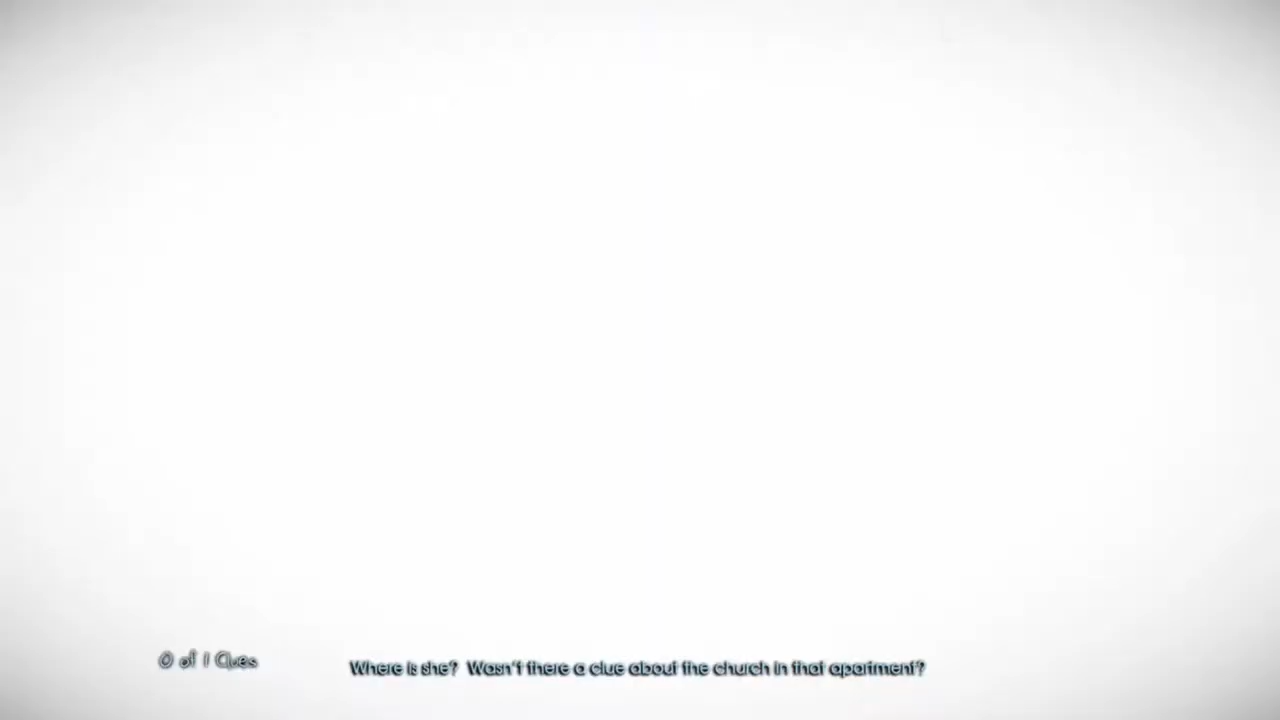 0 of 1 Clues
Where is she? Wasn't there a clue about the church in that apartment?